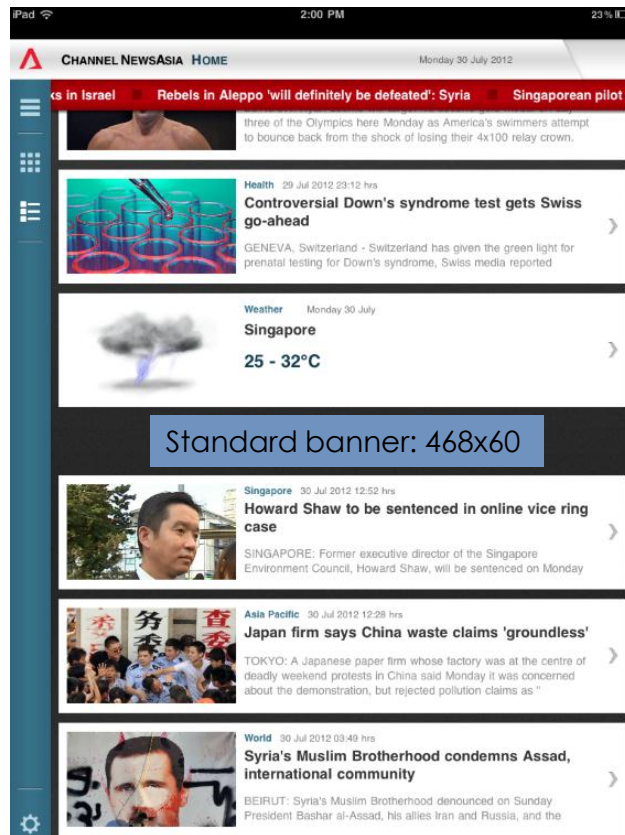 iPad 2:00 PM 23%
CHANNEL NEWSASIA HOME Monday 30 July 2012
ks in Israel Rebels in Aleppo 'will definitely be defeated': Syria Singaporean pilot
three of the Olympics here Monday as America's swimmers attempt
to bounce back from the shock of losing their 4x100 relay crown.
Health 29 Jul 2012 23:12 hrs
Controversial Down's syndrome test gets Swiss
go-ahead
GENEVA, Switzerland - Switzerland has given the green light for
prenatal testing for Down's syndrome, Swiss media reported
Weather Monday 30 July
Singapore
25 - 32°C
Standard banner: 468x60
Singapore 30 Jul 2012 12:52 hrs
Howard Shaw to be sentenced in online vice ring
case
SINGAPORE: Former executive director of the Singapore
Environment Council, Howard Shaw, will be sentenced on Monday
Asia Pacific 30 Jul 2012 12:28 hrs
Japan firm says China waste claims 'groundless'
TOKYO: A Japanese paper firm whose factory was at the centre of
deadly weekend protests in China said Monday it was concerned
about the demonstration, but rejected pollution claims as "
World 30 Jul 2012 03:49 hrs
Syria's Muslim Brotherhood condemns Assad,
international community
BEIRUT: Syria's Muslim Brotherhood denounced on Sunday
President Bashar al-Assad, his allies Iran and Russia, and the